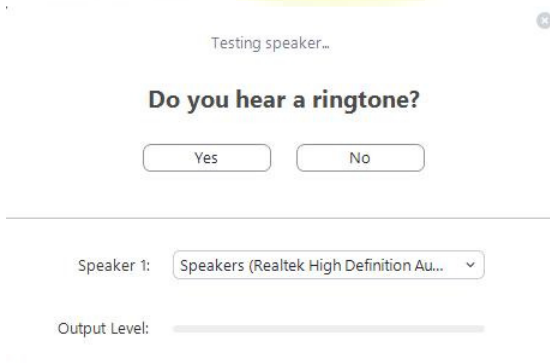 Testing speaker...
Do you hear a ringtone?
Yes No
Speaker 1: Speakers (Realtek High Definition Au...
Output Level: